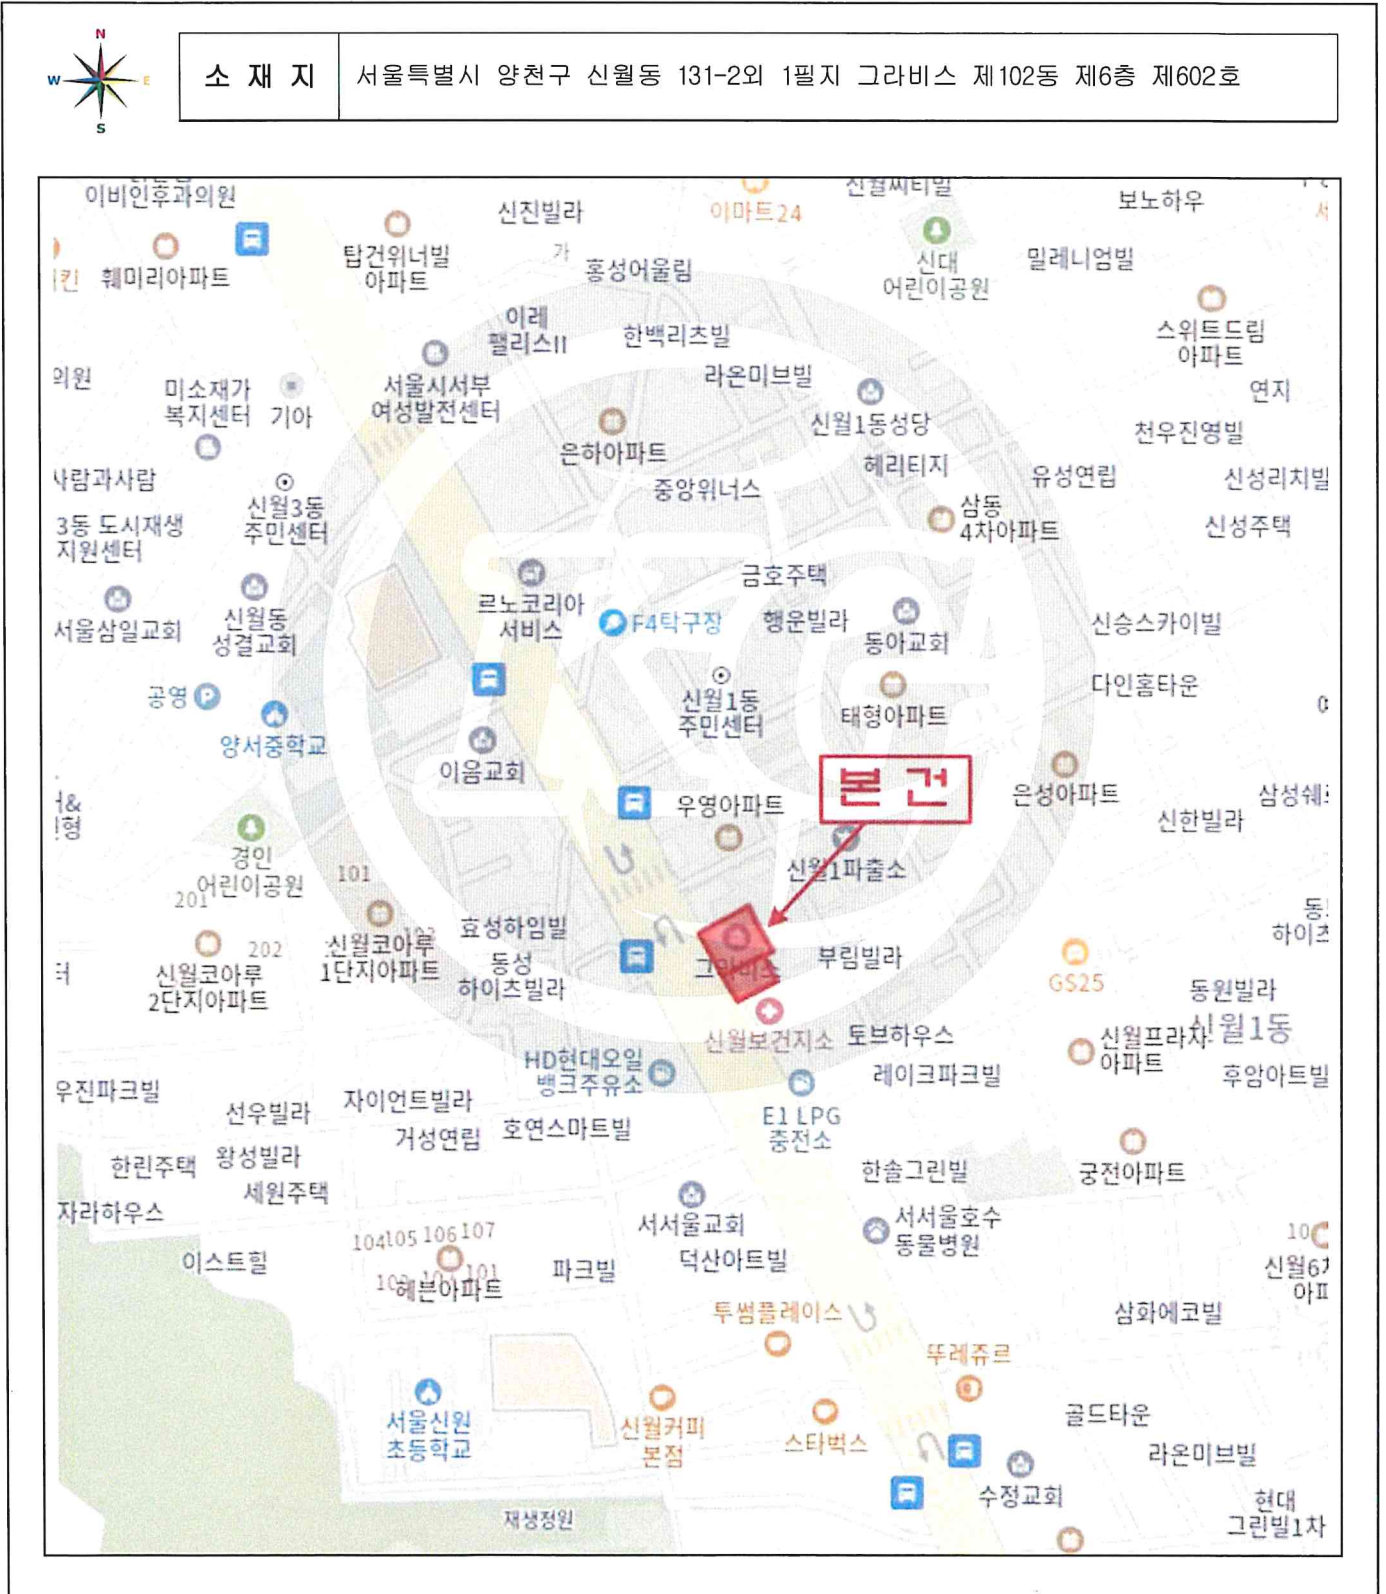 N
W
E
S
소 재 지
서울특별시 양천구 신월동 131-2외 1필지 그라비스 제102동 제6층 제602호
이비인후과의원
신진빌라
이마트24
신월씨티빌
보노하우
가
탑건위너빌
아파트
홍성어울림
신대
어린이공원
밀레니엄빌
훼미리아파트
이레
팰리스II
한백리츠빌
스위트드림
아파트
의원
미소재가
복지센터
기아
서울시서부
여성발전센터
라온미브빌
신월1동성당
연지
천우진영빌
은하아파트
헤리티지
사람과사람
신월3동
주민센터
중앙위너스
유성연립
신성리치빌
삼동
4차아파트
신성주택
3동 도시재생
지원센터
금호주택
르노코리아
서비스
F4탁구장
행운빌라
동아교회
신승스카이빌
서울삼일교회
신월동
성결교회
공영
양서중학교
신월1동
주민센터
태형아파트
다인홈타운
이음교회
본 건
우영아파트
은성아파트
신한빌라
삼성쉐
신월1파출소
경인
어린이공원
101
201
202
신월코아루
2단지아파트
신월코아루
1단지아파트
효성하임빌
동성
하이츠빌라
그라비스
부림빌라
GS25
하이츠
동원빌라
신월1동
신월보건지소
토브하우스
신월프라자
아파트
HD현대오일
뱅크주유소
레이크파크빌
후암아트빌
우진파크빌
선우빌라
자이언트빌라
거성연립
호연스마트빌
E1 LPG
충전소
한린주택
왕성빌라
세원주택
한솔그린빌
궁전아파트
자라하우스
서서울교회
서서울호수
동물병원
이스트힐
104
105
106
107
101
헤븐아파트
파크빌
덕산아트빌
신월6차
삼화에코빌
투썸플레이스
뚜레쥬르
서울신원
초등학교
신월커피
본점
스타벅스
골드타운
라온미브빌
수정교회
현대
그린빌1차
재생정원